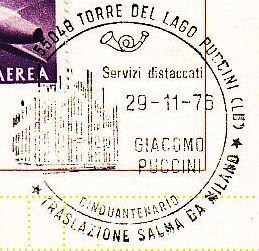 AEREA
55048 TORRE DEL LAGO PUCCINI (LU)
Servizi distaccati
29-11-76
GIACOMO
PUCCINI
CINQUANTENARIO
TRASLAZIONE SALMA DA MILANO